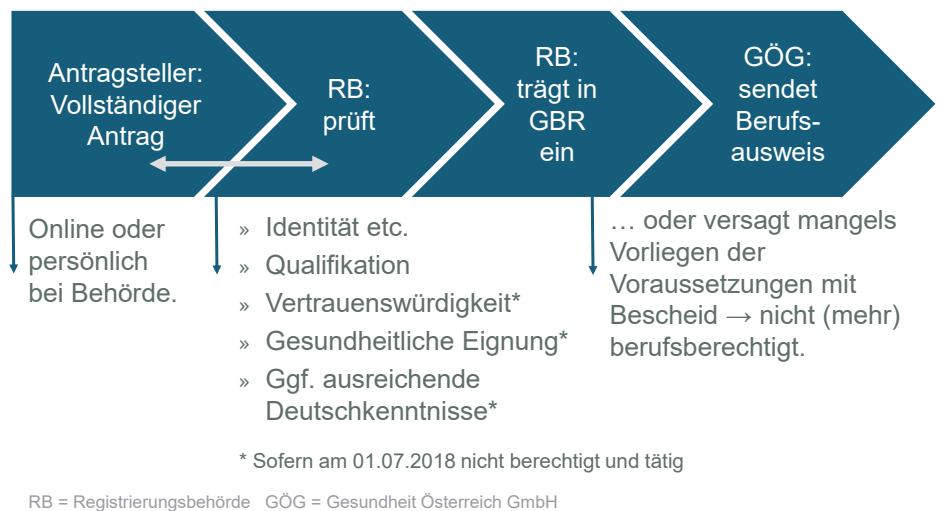 Antragsteller:
Vollständiger
Antrag
RB:
prüft
RB:
trägt in
GBR
ein
GÖG:
sendet
Berufs-
ausweis
Online oder
persönlich
bei Behörde.
» Identität etc.
» Qualifikation
» Vertrauenswürdigkeit*
» Gesundheitliche Eignung*
» Ggf. ausreichende
Deutschkenntnisse*
… oder versagt mangels
Vorliegen der
Voraussetzungen mit
Bescheid → nicht (mehr)
berufsberechtigt.
* Sofern am 01.07.2018 nicht berechtigt und tätig
RB = Registrierungsbehörde GÖG = Gesundheit Österreich GmbH